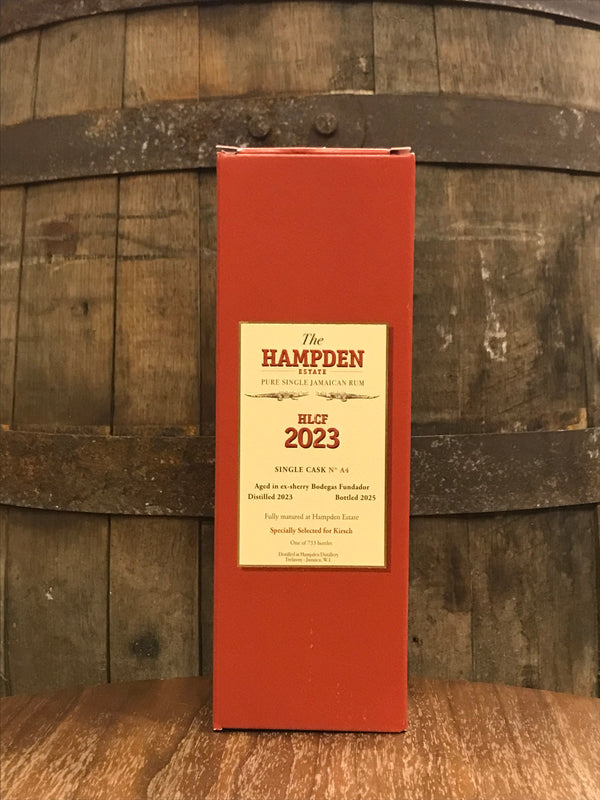 The
HAMPDEN
ESTATE
PURE SINGLE JAMAICAN RUM
HLCF
2023
SINGLE CASK N° A4
Aged in ex-sherry Bodegas Fundador
Distilled 2023 Bottled 2025
Fully matured at Hampden Estate
Specially Selected for Kirsch
One of 753 bottles
Distilled at Hampden Distillery
Trelawny - Jamaica, W.I